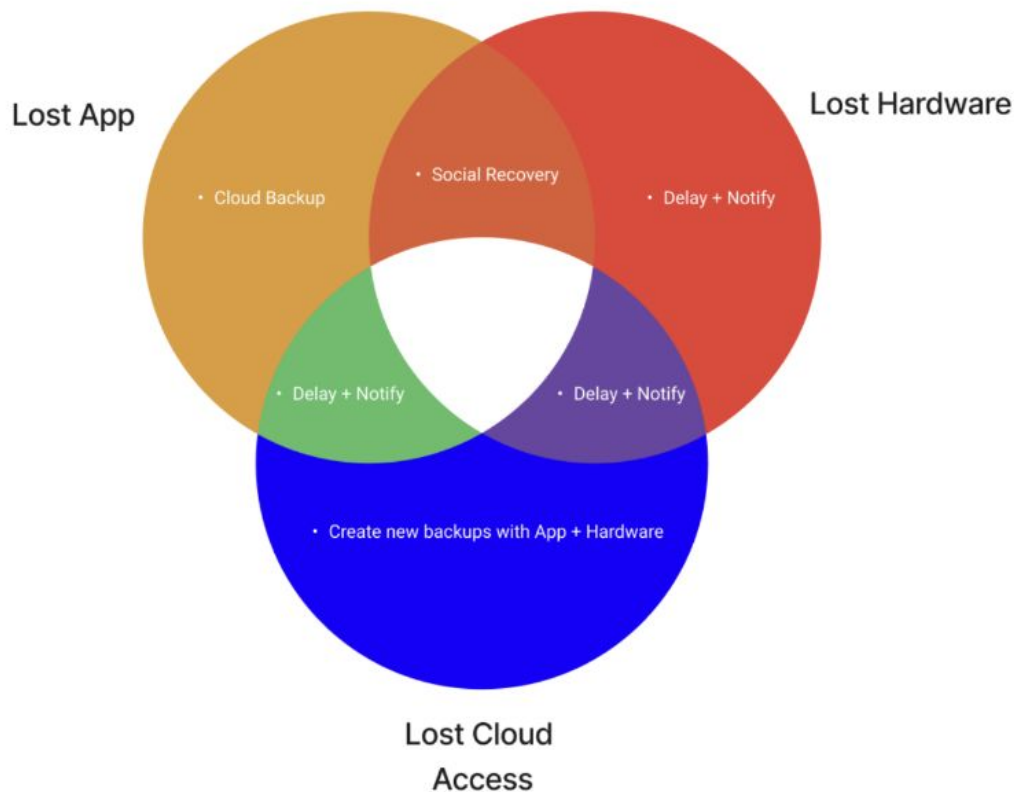 Lost App
Lost Hardware
• Social Recovery
• Cloud Backup
• Delay + Notify
• Delay + Notify
• Delay + Notify
• Create new backups with App + Hardware
Lost Cloud
Access